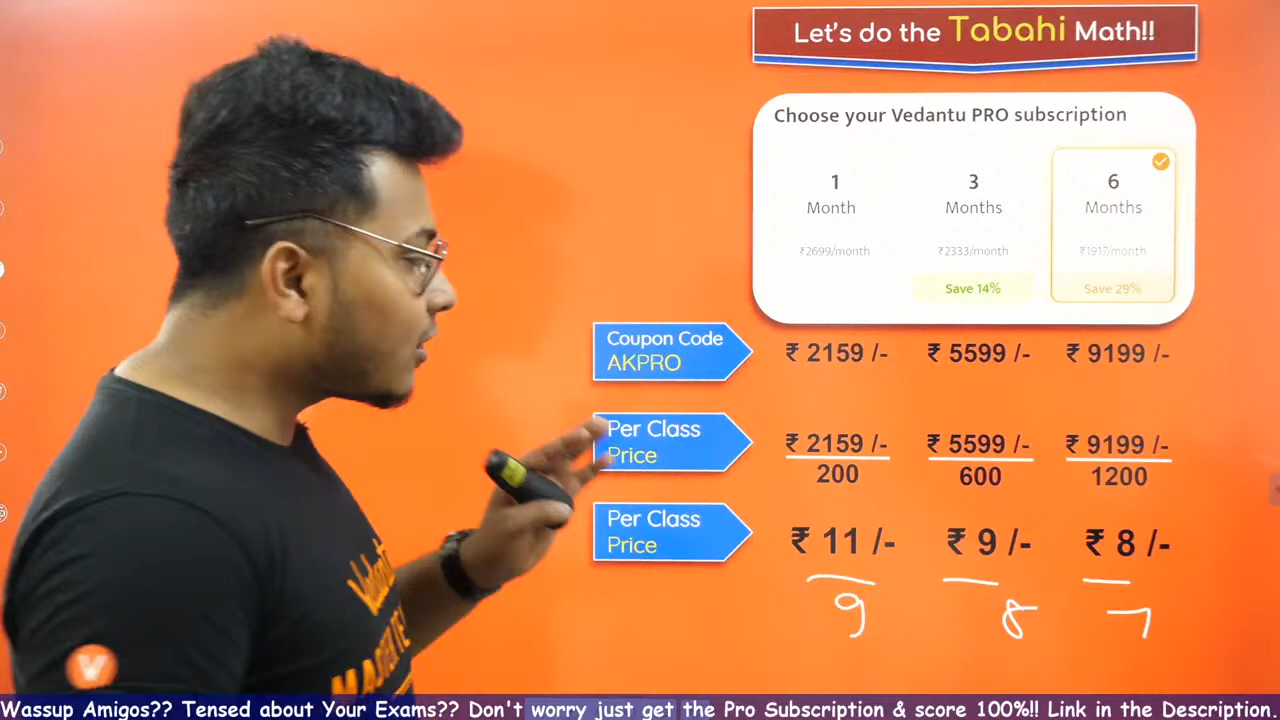 Let's do the Tabahi Math!!
Choose your Vedantu PRO subscription
1
Month
₹2699/month
3
Months
₹2333/month
Save 14%
6
Months
₹1917/month
Save 29%
Coupon Code
AKPRO
₹ 2159 /- ₹ 5599 /- ₹ 9199 /-
Per Class
Price
₹ 2159 /- ₹ 5599 /- ₹ 9199 /-
200 600 1200
Per Class
Price
₹ 11 /- ₹ 9 /- ₹ 8 /-
9 8 7
V
Wassup Amigos?? Tensed about Your Exams?? Don't worry just get the Pro Subscription & score 100%!! Link in the Description.